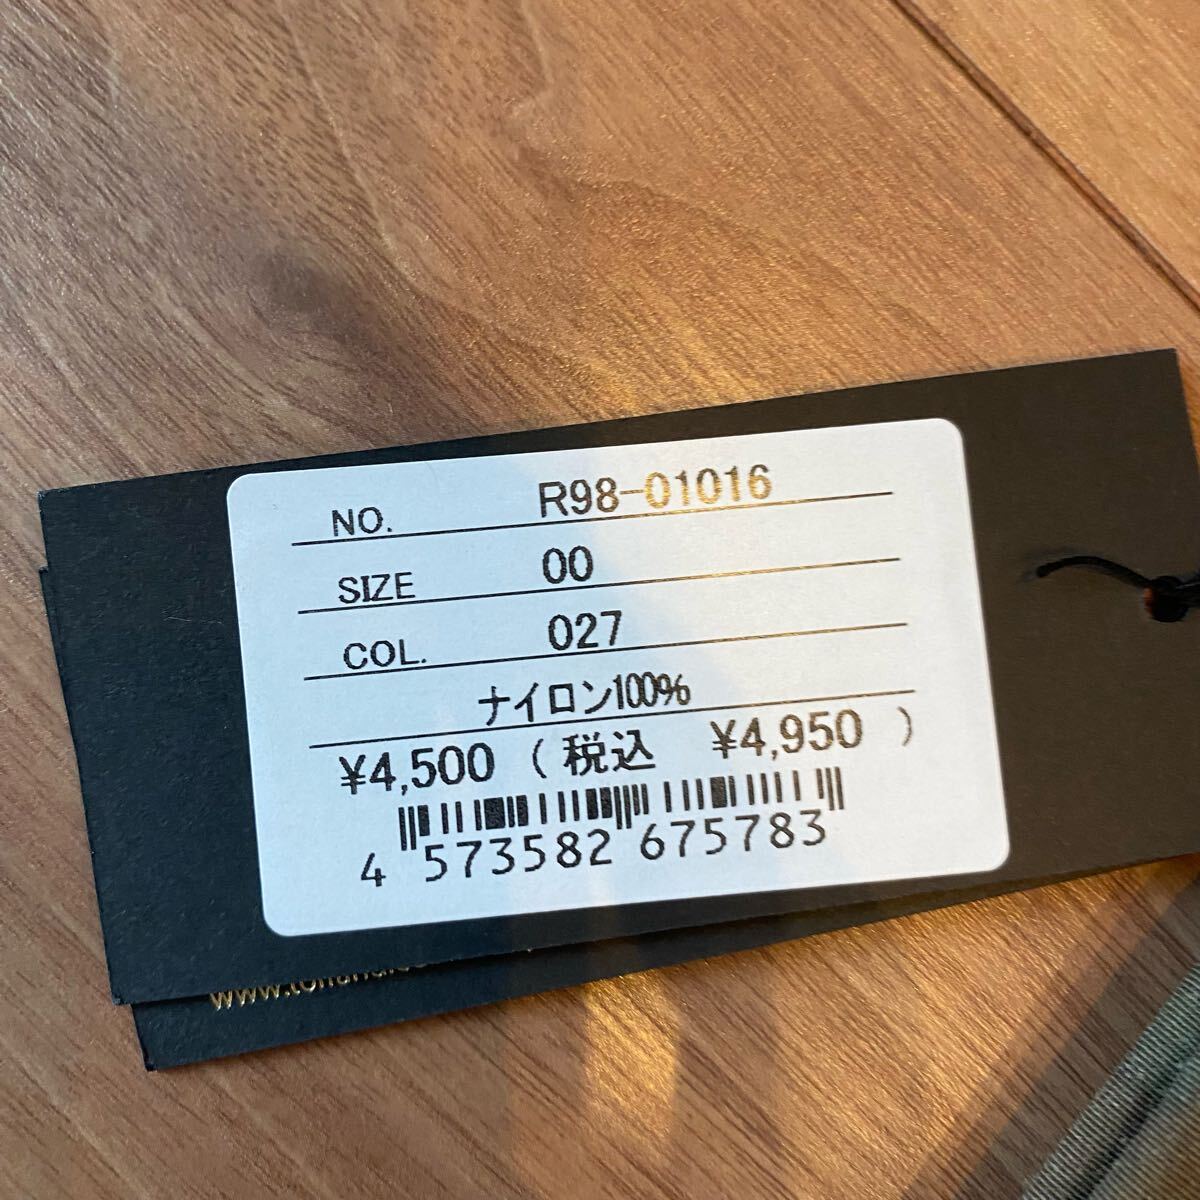 NO. R98-01016
SIZE 00
COL. 027
ナイロン100%
¥4,500 ( 税込 ¥4,950 )
4 573582 675783